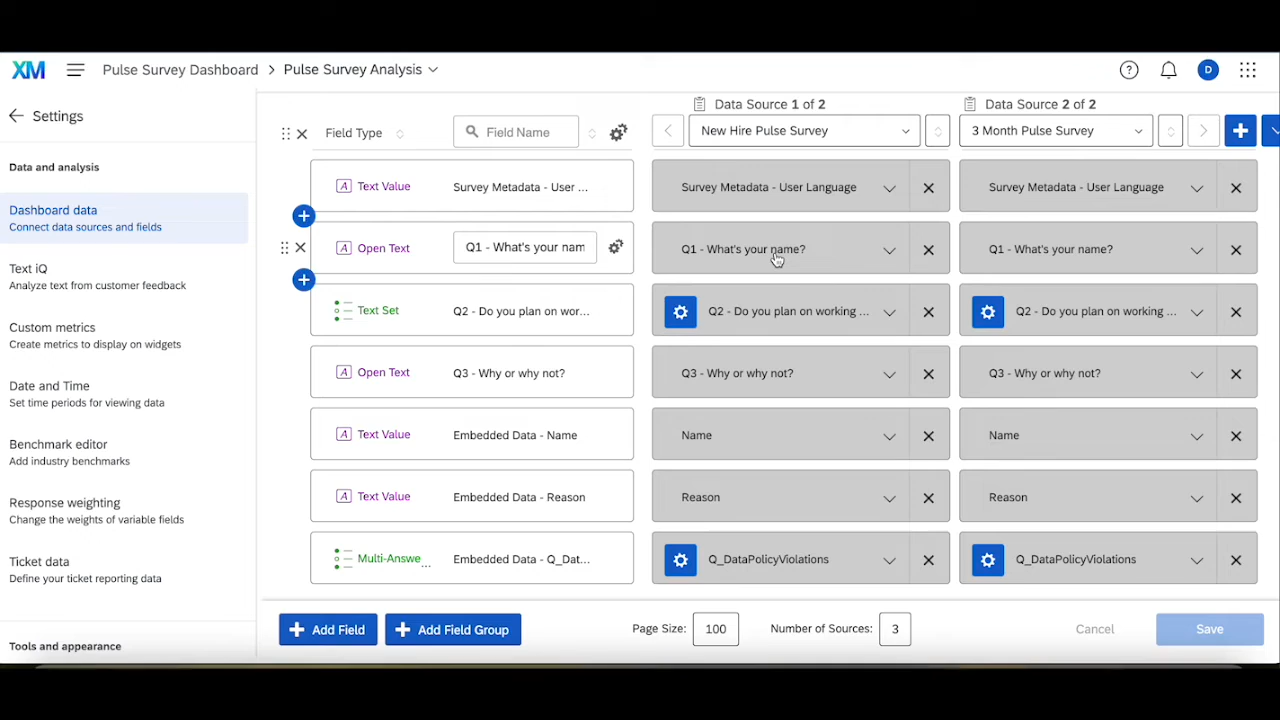 XM Pulse Survey Dashboard > Pulse Survey Analysis ? D
Settings
Data and analysis
Dashboard data
Connect data sources and fields
Text iQ
Analyze text from customer feedback
Custom metrics
Create metrics to display on widgets
Date and Time
Set time periods for viewing data
Benchmark editor
Add industry benchmarks
Response weighting
Change the weights of variable fields
Ticket data
Define your ticket reporting data
Tools and appearance
Data Source 1 of 2 Data Source 2 of 2
Field Type Field Name New Hire Pulse Survey 3 Month Pulse Survey
A Text Value Survey Metadata - User ... Survey Metadata - User Language Survey Metadata - User Language
A Open Text Q1 - What's your nam Q1 - What's your name? Q1 - What's your name?
Text Set Q2 - Do you plan on wor... Q2 - Do you plan on working ... Q2 - Do you plan on working ...
A Open Text Q3 - Why or why not? Q3 - Why or why not? Q3 - Why or why not?
A Text Value Embedded Data - Name Name Name
A Text Value Embedded Data - Reason Reason Reason
Multi-Answe... Embedded Data - Q_Dat... Q_DataPolicyViolations Q_DataPolicyViolations
+ Add Field + Add Field Group Page Size: 100 Number of Sources: 3 Cancel Save